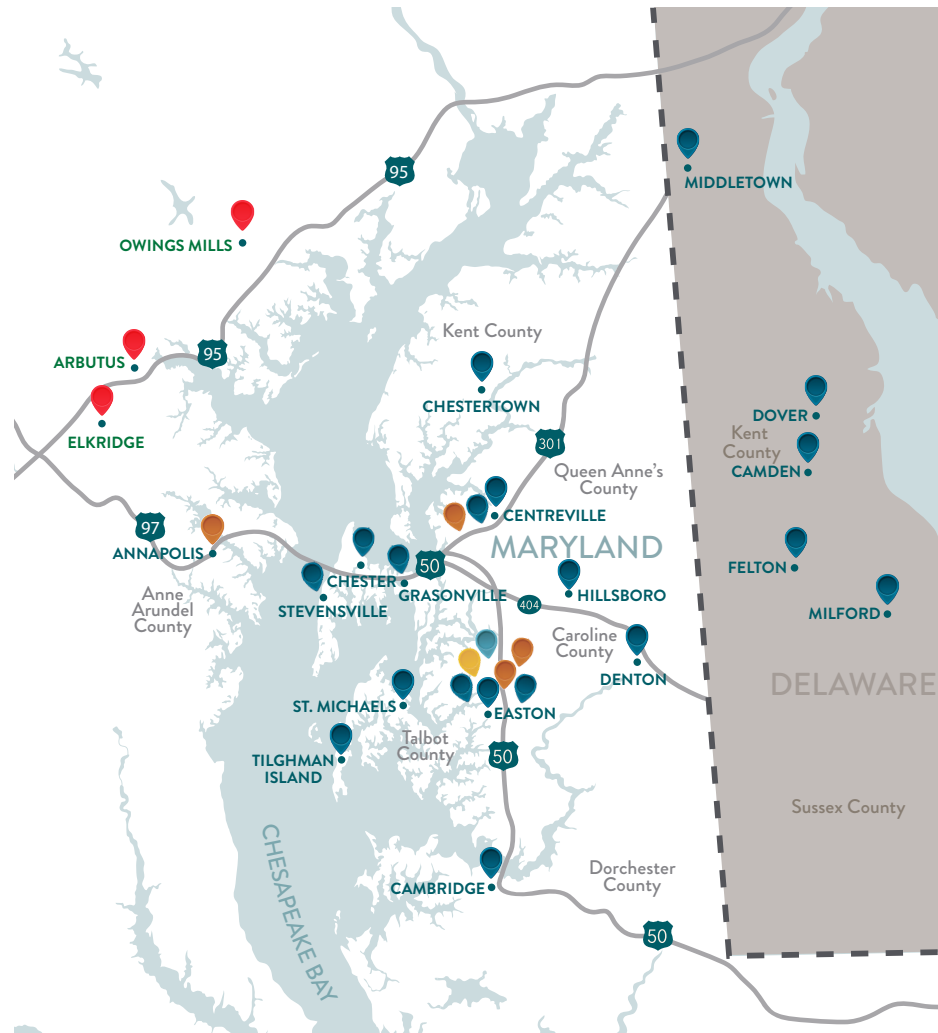 95
MIDDLETOWN
OWINGS MILLS
Kent County
95
ARBUTUS
CHESTERTOWN
DOVER
Kent
County
ELKRIDGE
301
CAMDEN
Queen Anne's
County
97
CENTREVILLE
ANNAPOLIS
MARYLAND
50
FELTON
CHESTER
GRASONVILLE
HILLSBORO
STEVENSVILLE
404
MILFORD
Anne
Arundel
County
Caroline
County
DENTON
DELAWARE
ST. MICHAELS
EASTON
Talbot
County
50
TILGHMAN
ISLAND
Sussex County
CHESAPEAKE BAY
Dorchester
County
CAMBRIDGE
50